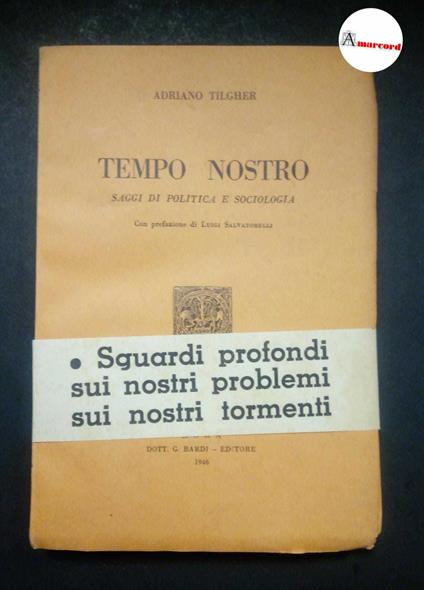 Amarcord
ADRIANO TILGHER
TEMPO NOSTRO
SAGGI DI POLITICA E SOCIOLOGIA
Con prefazione di LUIGI SALVATORELLI
• Sguardi profondi
sui nostri problemi
sui nostri tormenti
DOTT. G. BARDI - EDITORE
1946